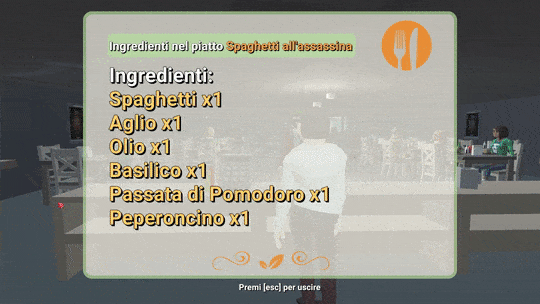 Ingredienti nel piatto Spaghetti all'assassina
Ingredienti:
Spaghetti x1
Aglio x1
Olio x1
Basilico x1
Passata di Pomodoro x1
Peperoncino x1
Premi [esc] per uscire